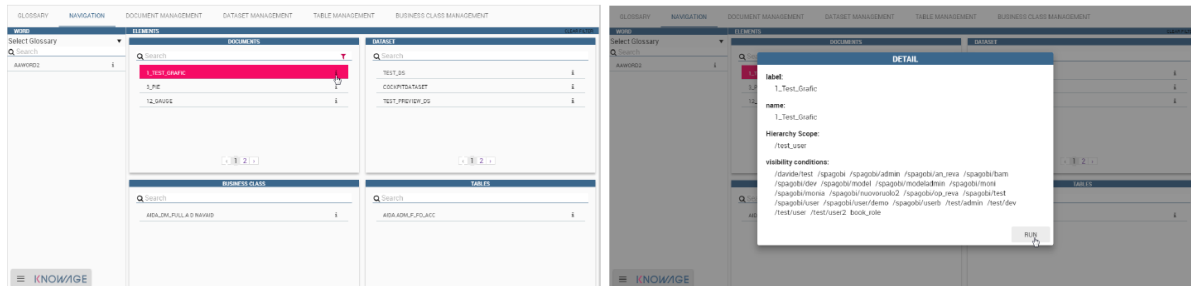 GLOSSARY NAVIGATION DOCUMENT MANAGEMENT DATASET MANAGEMENT TABLE MANAGEMENT BUSINESS CLASS MANAGEMENT
WORD
Select Glossary
Search
AAWORD2
ELEMENTS
DOCUMENTS
Search
1_TEST_GRAFIC
3_PIE
12_GAUGE
‹ 1 2 ›
DATASET
Search
TEST_DS
COCKPITDATASET
TEST_PREVIEW_DS
‹ 1 2 ›
BUSINESS CLASS
Search
TABLES
Search
KNOWAGE
GLOSSARY NAVIGATION DOCUMENT MANAGEMENT DATASET MANAGEMENT TABLE MANAGEMENT BUSINESS CLASS MANAGEMENT
WORD
Select Glossary
Search
AAWORD2
ELEMENTS
DOCUMENTS
DATASET
DETAIL
label:
1_Test_Grafic
name:
1_Test_Grafic
Hierarchy Scope:
/test_user
visibility conditions:
/davide/test /spagobi /spagobi/admin /spagobi/an_reva /spagobi/bam
/spagobi/dev /spagobi/model /spagobi/modeladmin /spagobi/moni
/spagobi/monia /spagobi/nuovoruolo2 /spagobi/op_reva /spagobi/test
/spagobi/user /spagobi/user/demo /spagobi/userb /test/admin /test/dev
/test/user /test/user2 book_role
RUN
‹ 1 2 ›
TABLES
KNOWAGE